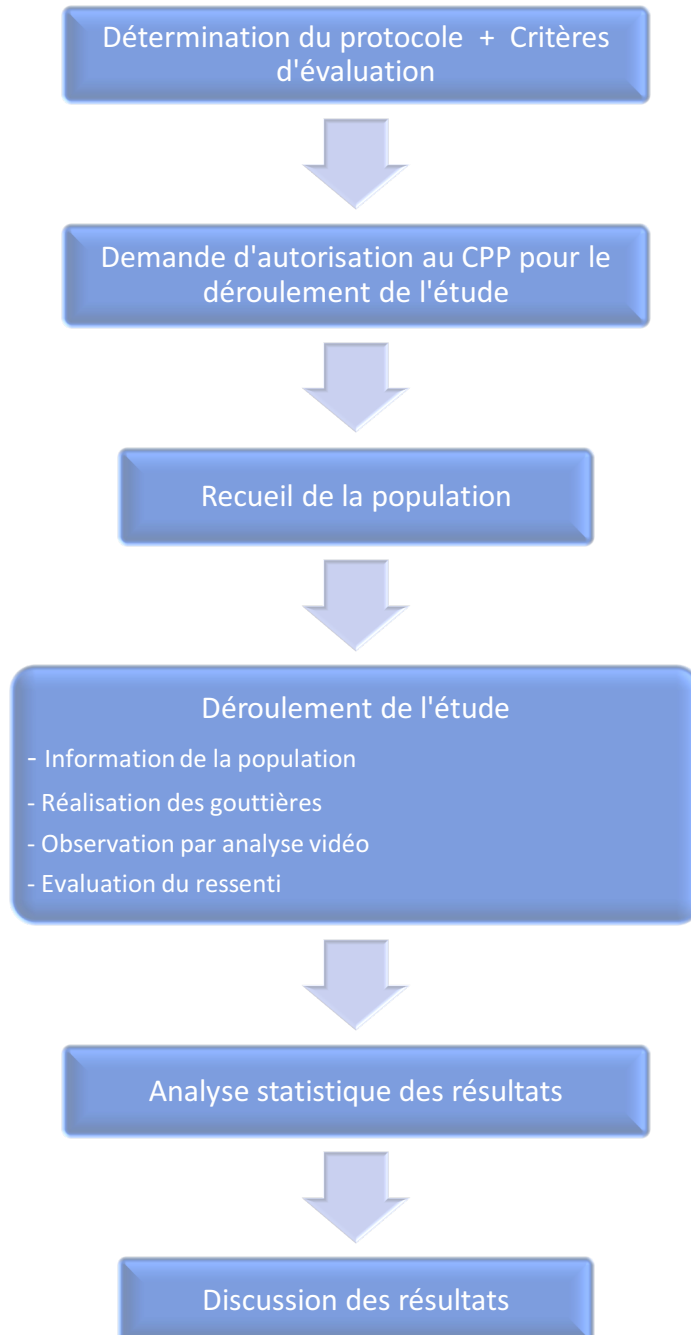 Détermination du protocole + Critères
d'évaluation
Demande d'autorisation au CPP pour le
déroulement de l'étude
Recueil de la population
Déroulement de l'étude
- Information de la population
- Réalisation des gouttières
- Observation par analyse vidéo
- Evaluation du ressenti
Analyse statistique des résultats
Discussion des résultats